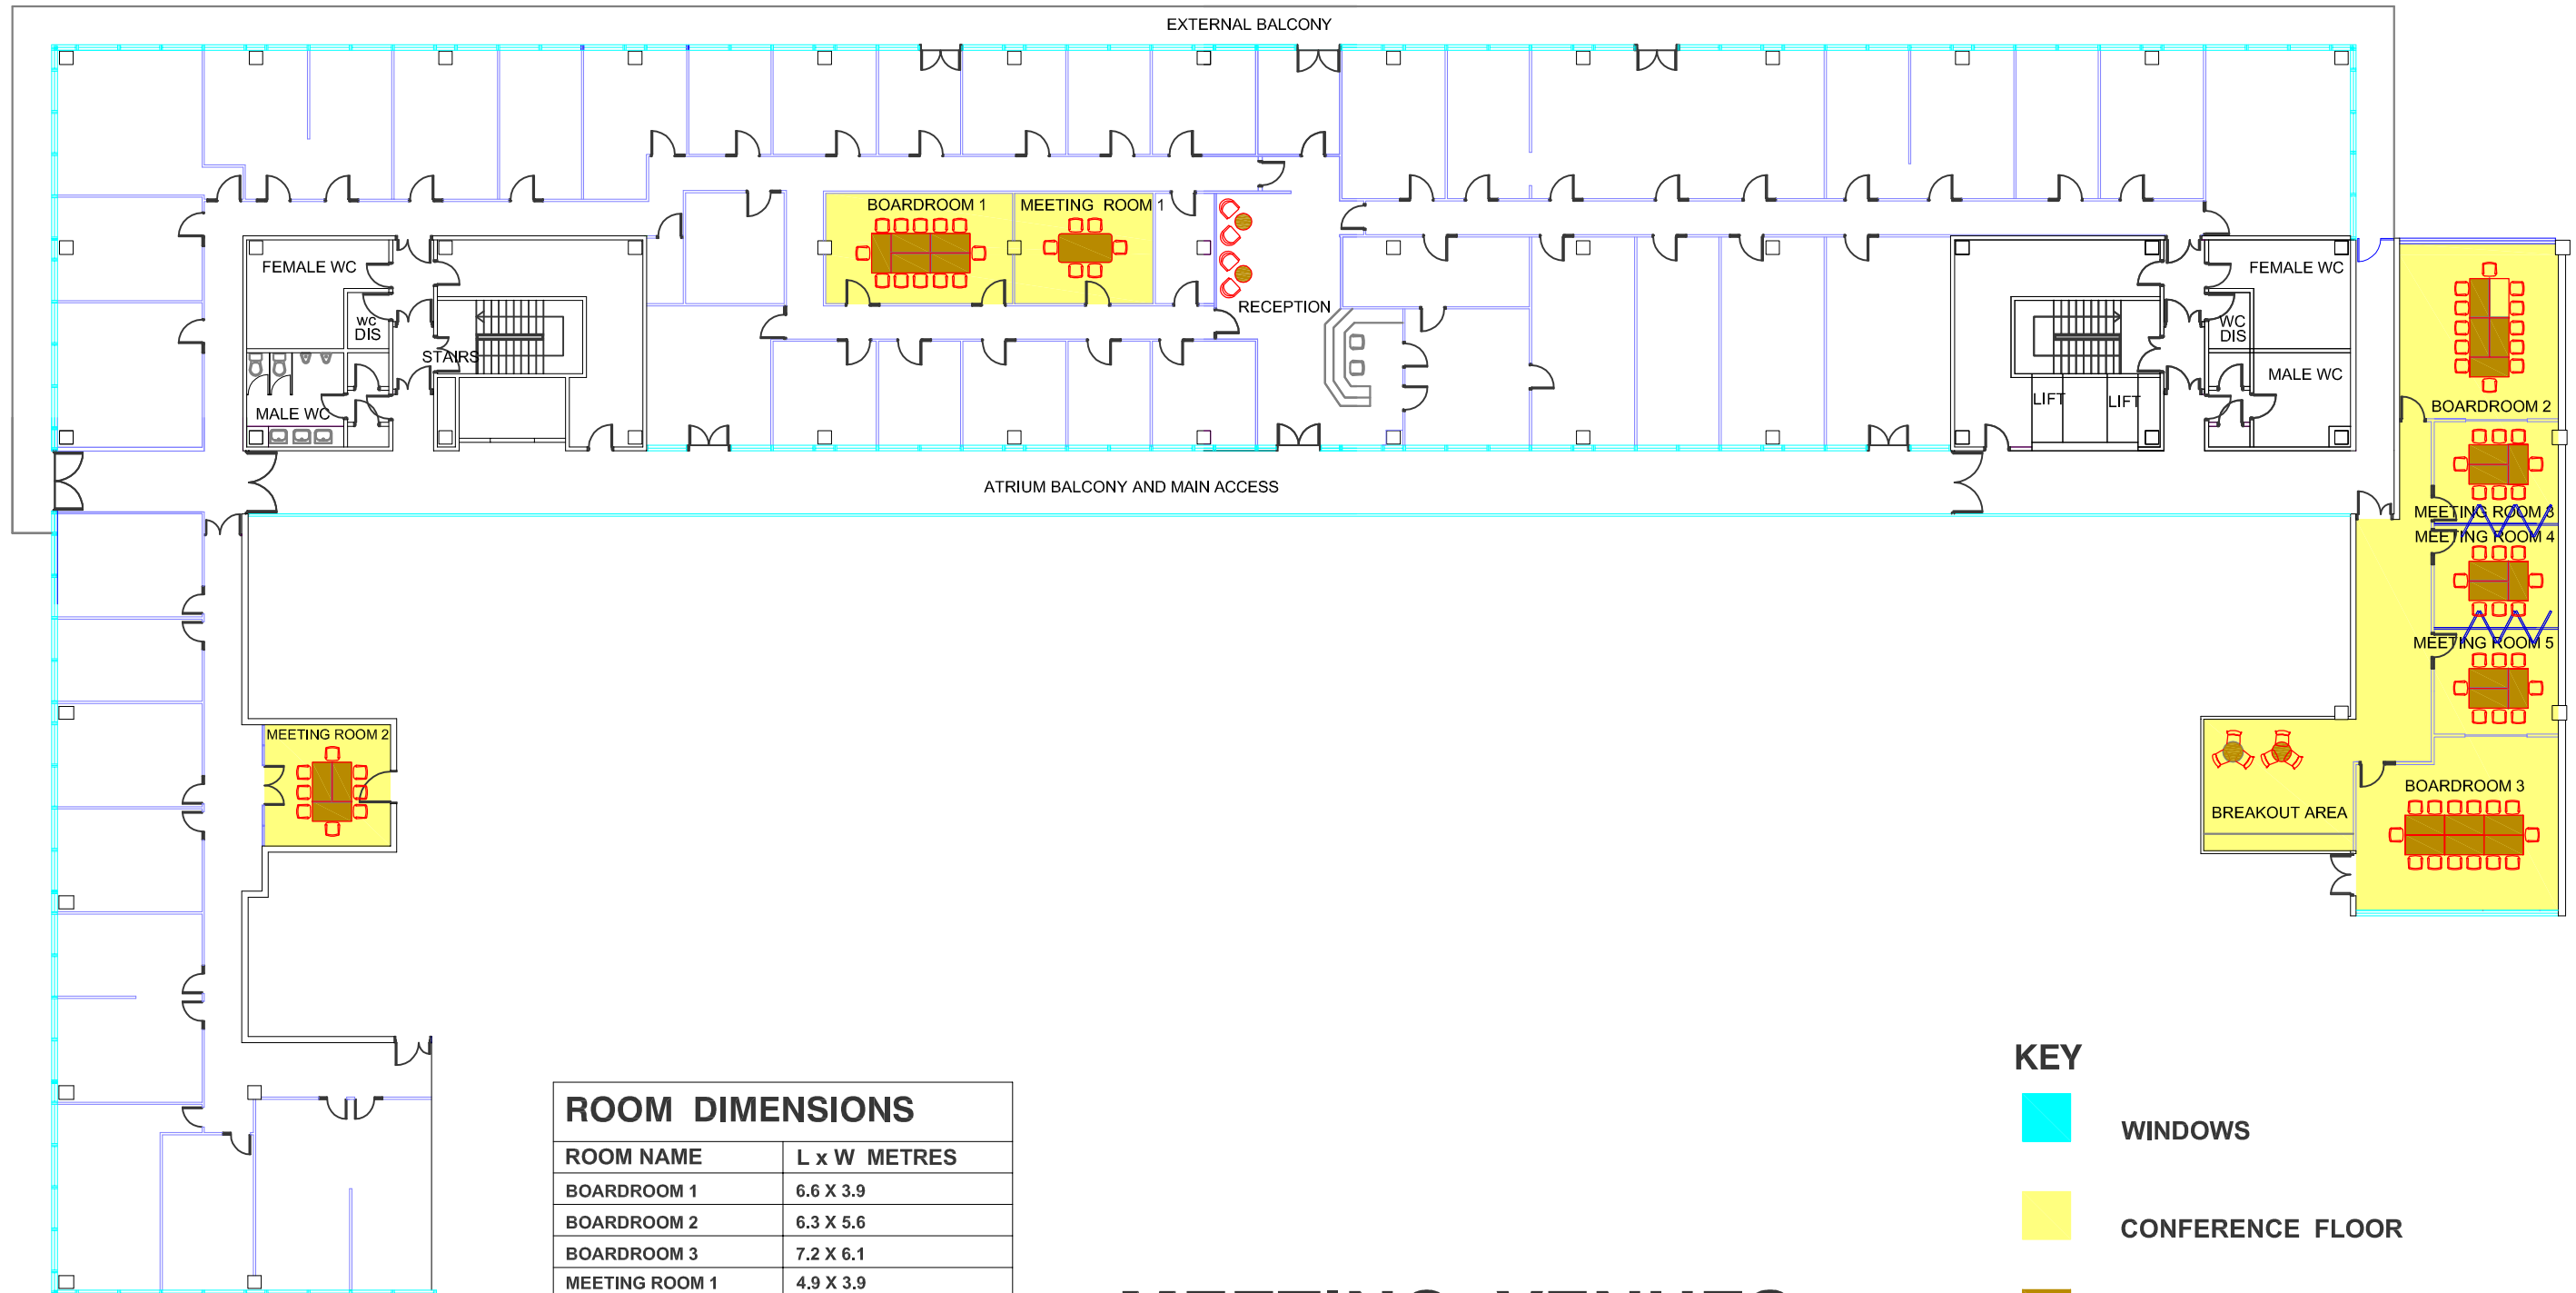 EXTERNAL BALCONY
BOARDROOM 1
MEETING ROOM 1
FEMALE WC
WC
DIS
STAIRS
MALE WC
RECEPTION
FEMALE WC
WC
DIS
MALE WC
LIFT
LIFT
BOARDROOM 2
ATRIUM BALCONY AND MAIN ACCESS
MEETING ROOM 3
MEETING ROOM 4
MEETING ROOM 5
MEETING ROOM 2
BOARDROOM 3
BREAKOUT AREA
ROOM DIMENSIONS
ROOM NAME L x W METRES
BOARDROOM 1 6.6 X 3.9
BOARDROOM 2 6.3 X 5.6
BOARDROOM 3 7.2 X 6.1
MEETING ROOM 1 4.9 X 3.9
KEY
WINDOWS
CONFERENCE FLOOR
MEETING VENUES